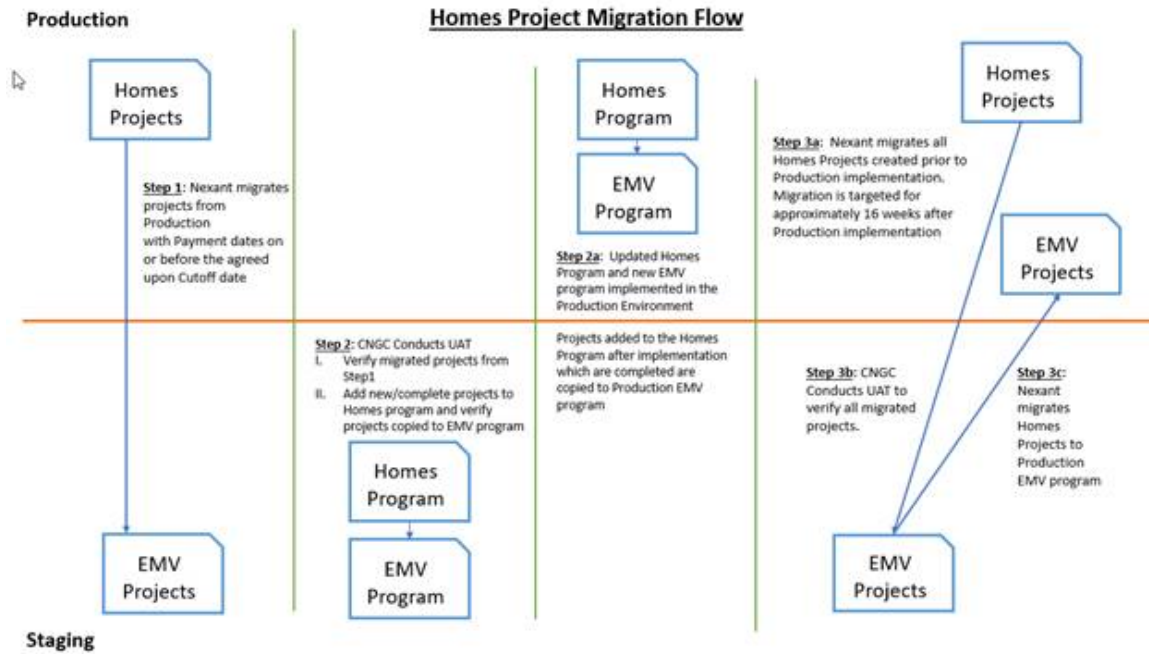 Production
Homes Project Migration Flow
Homes
Projects
Step 1: Nexant migrates
projects from
Production
with Payment dates on
or before the agreed
upon Cutoff date
EMV
Projects
Step 2: CNGC Conducts UAT
I. Verify migrated projects from
Step1
II. Add new/complete projects to
Homes program and verify
projects copied to EMV program
Homes
Program
EMV
Program
Homes
Program
EMV
Program
Step 2a: Updated Homes
Program and new EMV
program implemented in the
Production Environment
Projects added to the Homes
Program after implementation
which are completed are
copied to Production EMV
program
Homes
Projects
Step 3a: Nexant migrates all
Homes Projects created prior to
Production implementation.
Migration is targeted for
approximately 16 weeks after
Production implementation
EMV
Projects
Step 3b: CNGC
Conducts UAT to
verify all migrated
projects.
Step 3c:
Nexant
migrates
Homes
Projects to
Production
EMV program
EMV
Projects
Staging